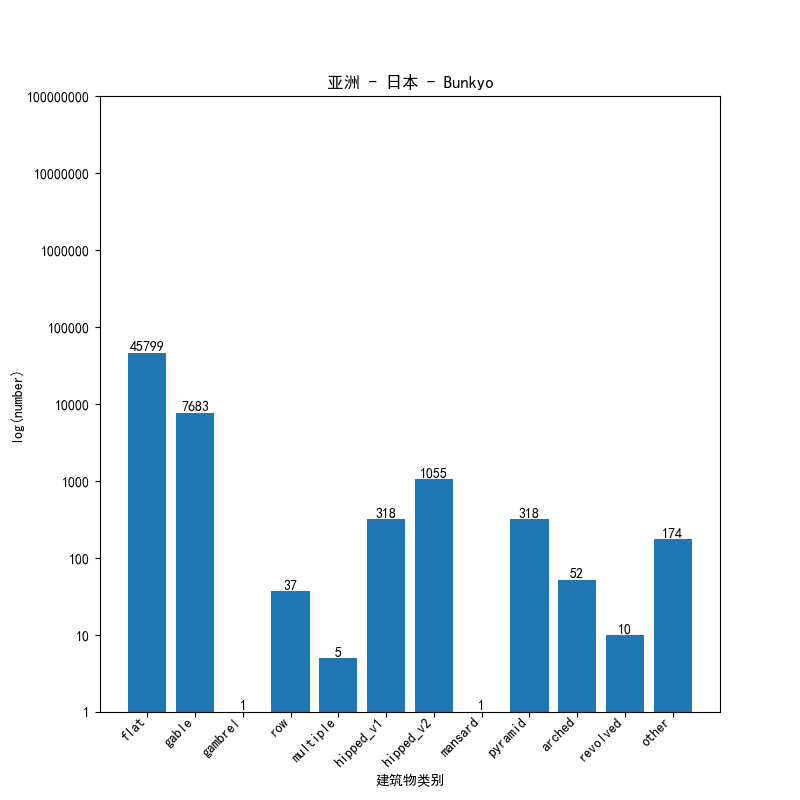 亚洲 - 日本 - Bunkyo
100000000
10000000
1000000
100000
10000
1000
100
10
1
log(number)
45799
7683
1
37
5
318
1055
1
318
52
10
174
flat
gable
gambrel
row
multiple
hipped_v1
hipped_v2
mansard
pyramid
arched
revolved
other
建筑物类别